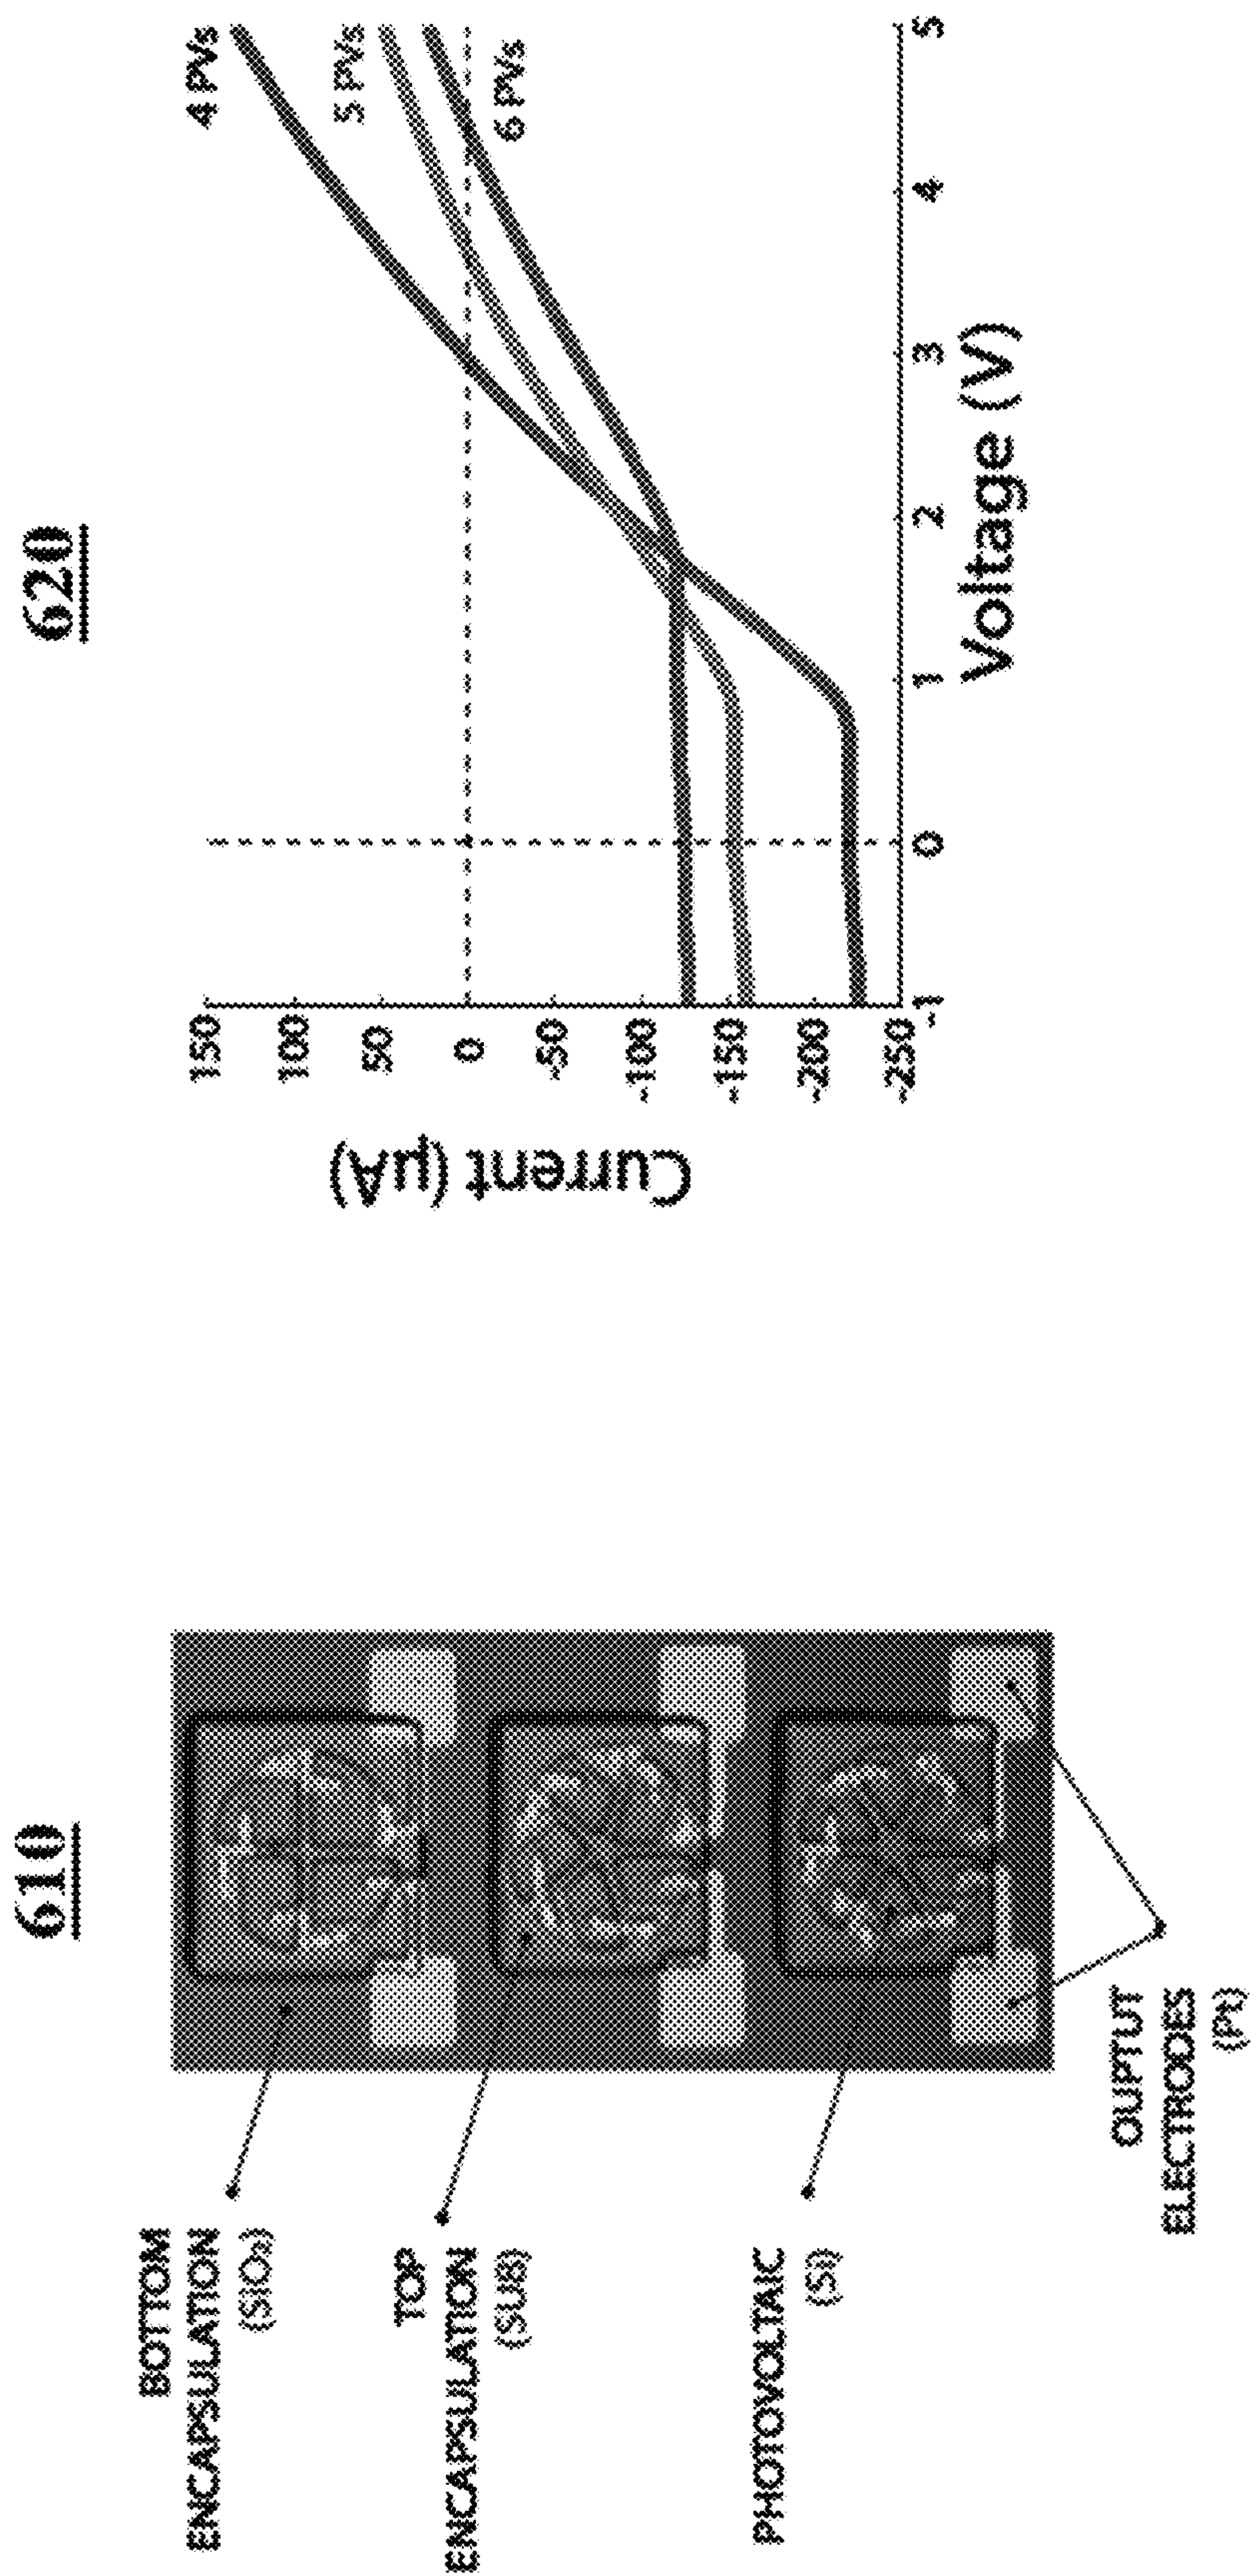 610
BOTTOM
ENCAPSULATION
(SiO₂)
TOP
ENCAPSULATION
(SU8)
PHOTOVOLTAIC
(Si)
OUPTUT
ELECTRODES
(Pt)
620
Current (µA)
150
100
50
0
-50
-100
-150
-200
-250
-1
0
1
2
3
4
5
Voltage (V)
4 PVs
5 PVs
6 PVs